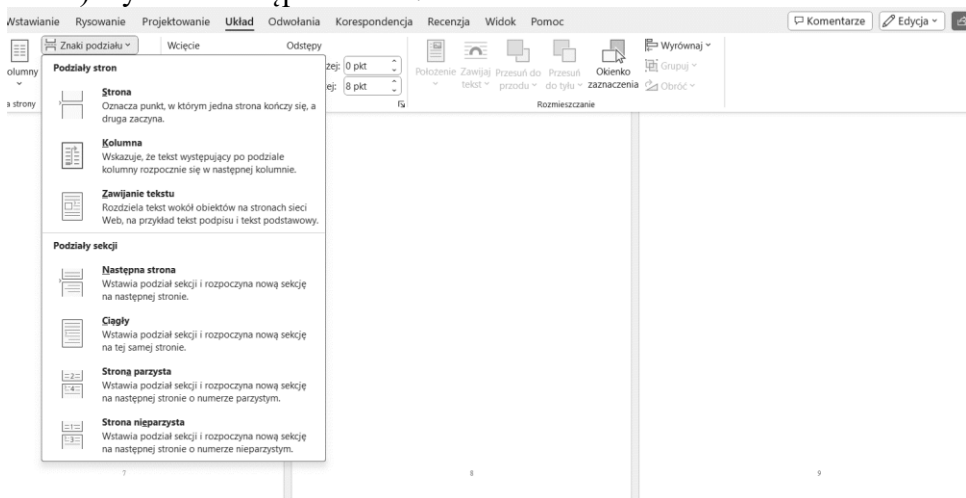 Wstawianie Rysowanie Projektowanie Układ Odwołania Korespondencja Recenzja Widok Pomoc
Komentarze Edycja
Znaki podziału Wcięcie Odstępy
0 pkt
8 pkt
Położenie Zawijaj tekst Przesuń do przodu Przesuń do tyłu Okienko zaznaczenia
Wyrównaj
Grupuj
Obróć
Rozmieszczanie
Podziały stron
Strona
Oznacza punkt, w którym jedna strona kończy się, a
druga zaczyna.
Kolumna
Wskazuje, że tekst występujący po podziale
kolumny rozpocznie się w następnej kolumnie.
Zawijanie tekstu
Rozdziela tekst wokół obiektów na stronach sieci
Web, na przykład tekst podpisu i tekst podstawowy.
Podziały sekcji
Następna strona
Wstawia podział sekcji i rozpoczyna nową sekcję
na następnej stronie.
Ciągły
Wstawia podział sekcji i rozpoczyna nową sekcję
na tej samej stronie.
Strona parzysta
Wstawia podział sekcji i rozpoczyna nową sekcję
na następnej stronie o numerze parzystym.
Strona nieparzysta
Wstawia podział sekcji i rozpoczyna nową sekcję
na następnej stronie o numerze nieparzystym.
7 8 9